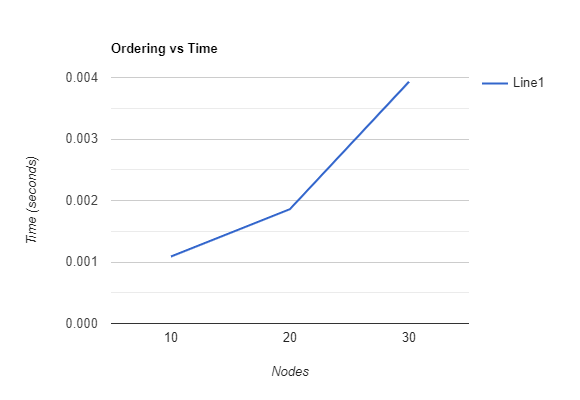 Ordering vs Time
0.004
0.003
0.002
0.001
0.000
Time (seconds)
10 20 30
Nodes
Line1